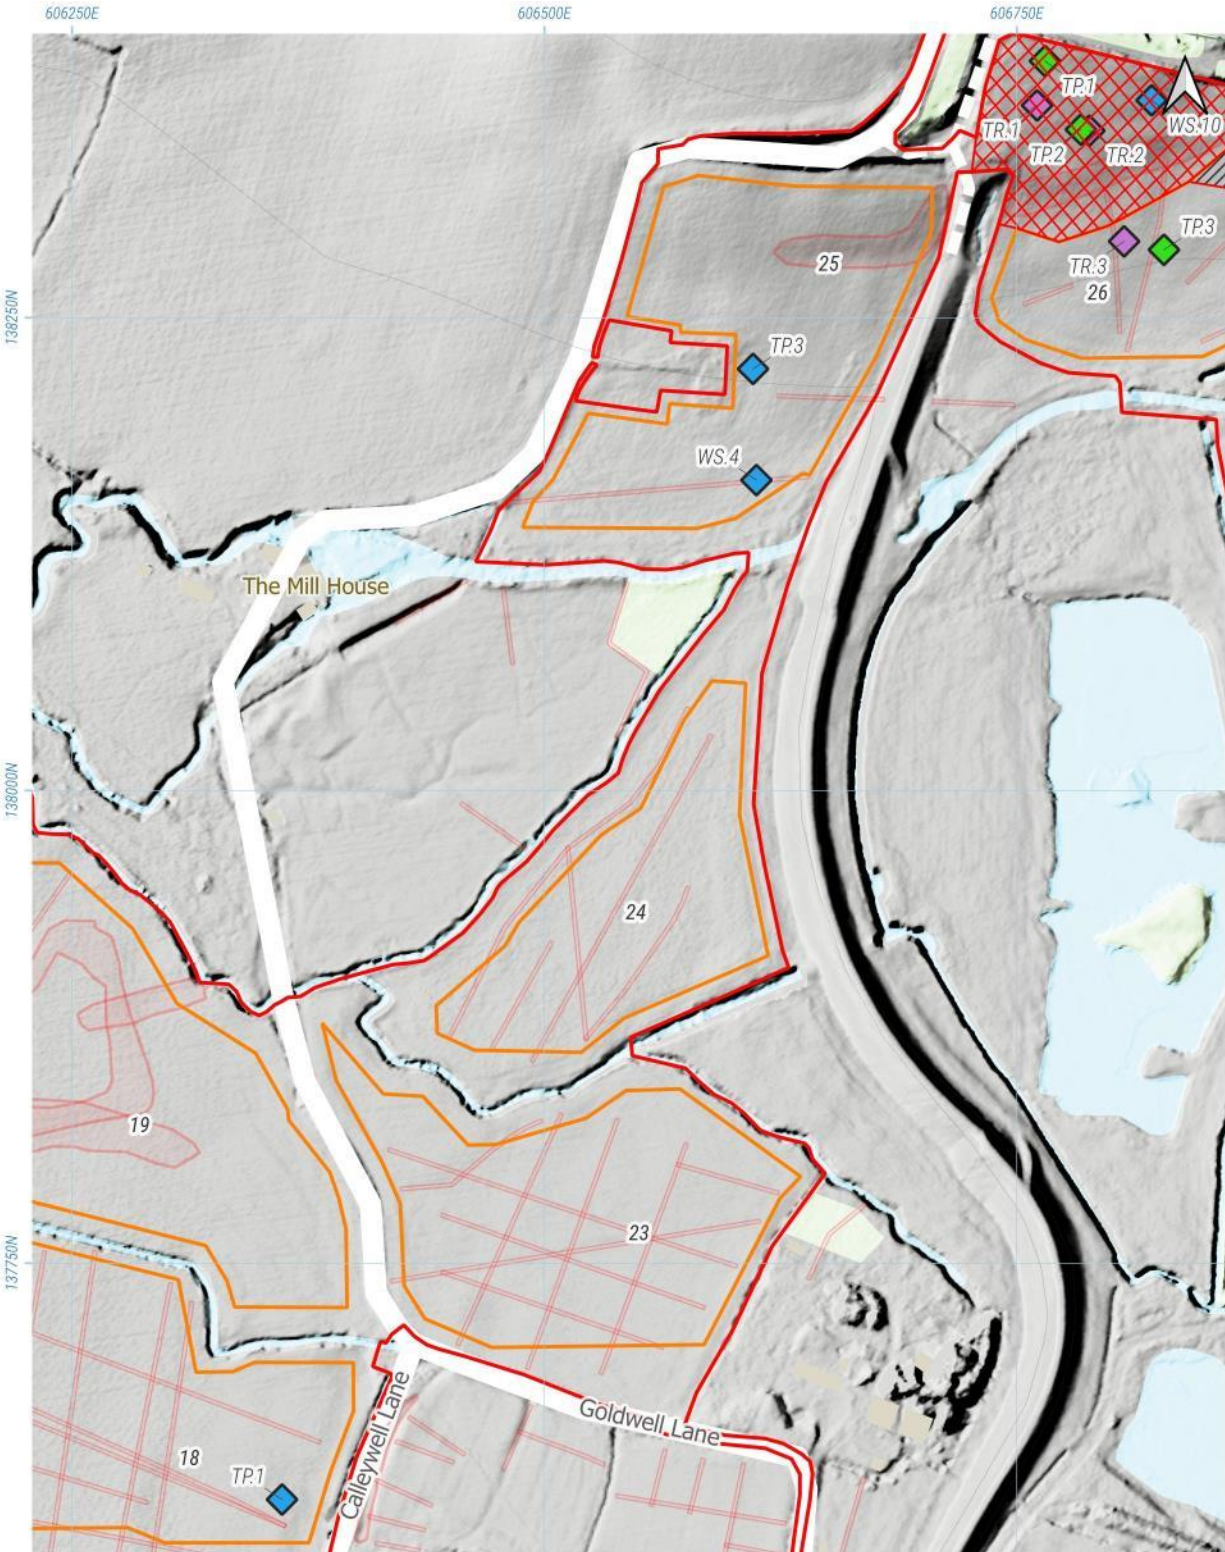 606250E
606500E
606750E
TP.1
TR.1
WS.10
TP.2
TR.2
TP.3
25
TR.3
26
138250N
TP.3
WS.4
The Mill House
138000N
24
19
23
137750N
Calleywell Lane
Goldwell Lane
18
TP.1